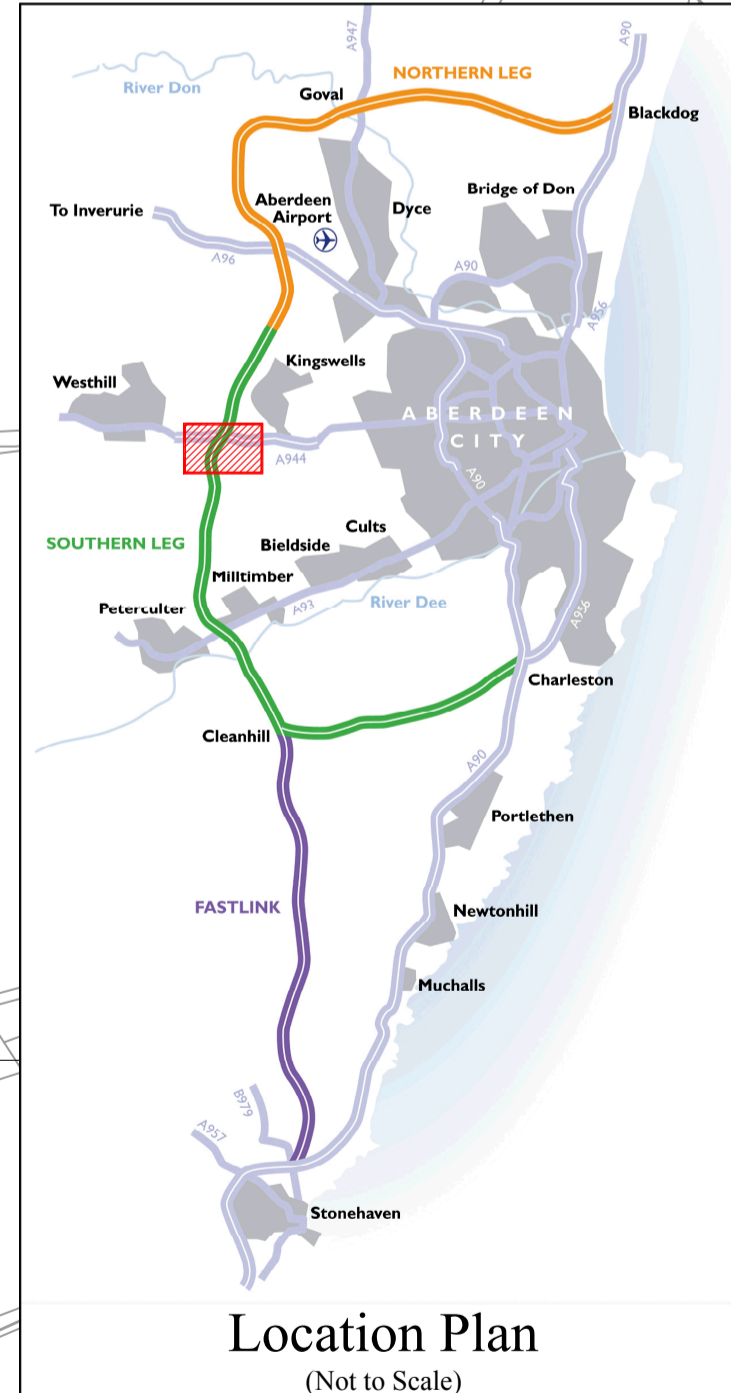 A947
A90
NORTHERN LEG
River Don
Goval
Blackdog
Bridge of Don
Aberdeen
Airport
To Inverurie
Dyce
A96
A90
A956
Kingswells
Westhill
ABERDEEN
CITY
A944
A90
SOUTHERN LEG
Cults
Bieldside
Milltimber
Peterculter
A93
River Dee
A956
Charleston
Cleanhill
A90
Portlethen
FASTLINK
Newtonhill
Muchalls
B979
A957
Stonehaven
Location Plan
(Not to Scale)